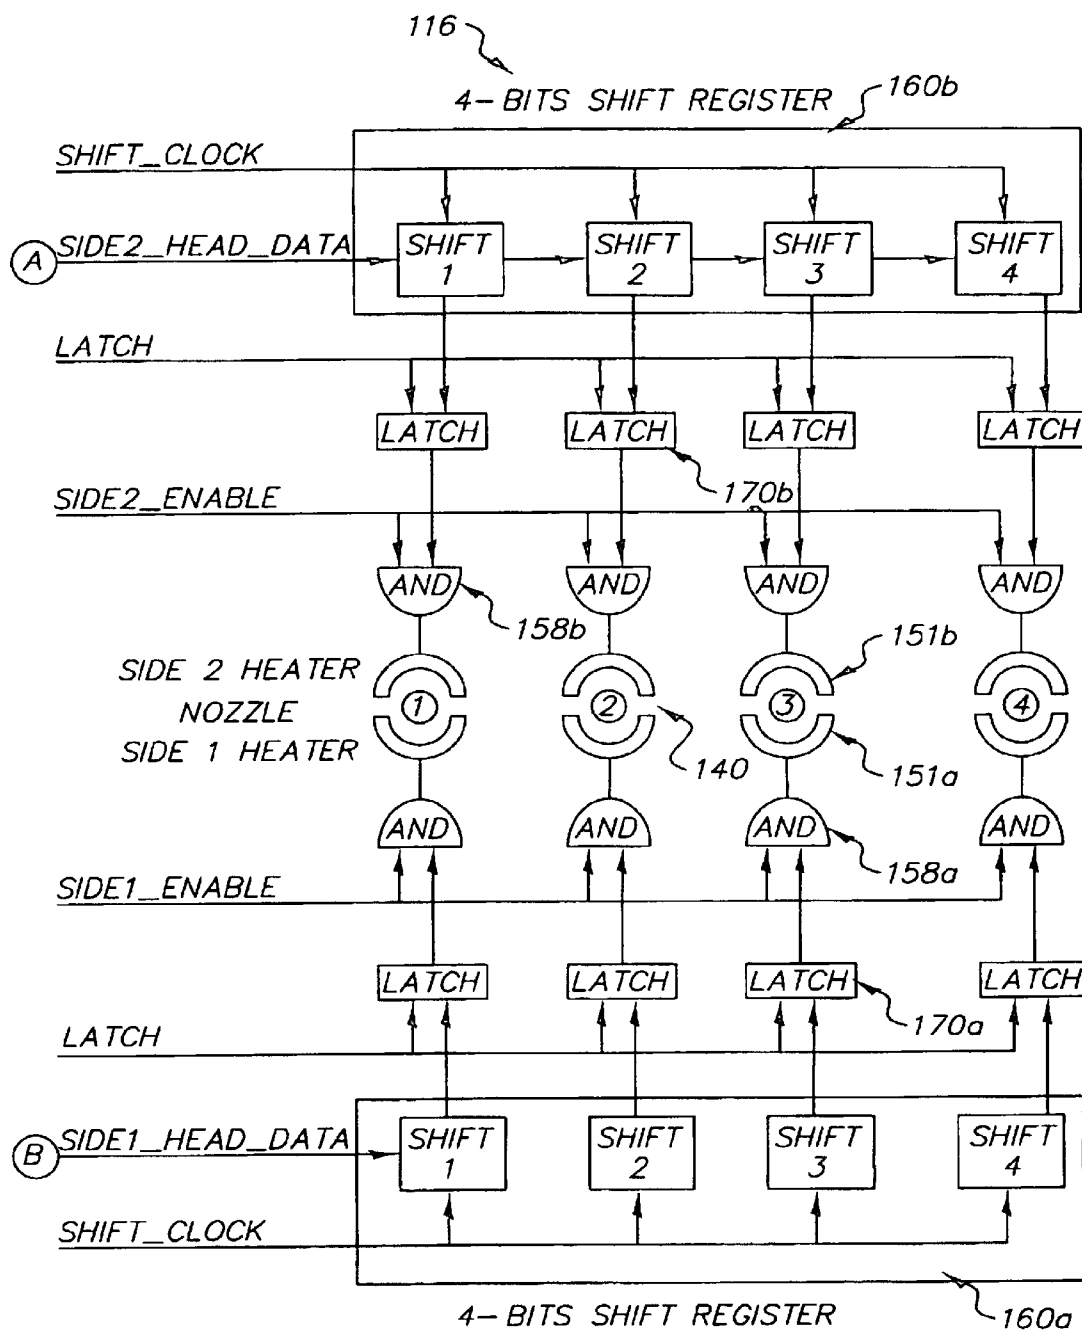 116
4-BITS SHIFT REGISTER 160b
SHIFT_CLOCK
A SIDE2_HEAD_DATA SHIFT 1 SHIFT 2 SHIFT 3 SHIFT 4
LATCH
LATCH LATCH LATCH LATCH
170b
SIDE2_ENABLE
AND AND AND AND
158b 151b
SIDE 2 HEATER
NOZZLE 1 2 3 4
SIDE 1 HEATER 140 151a
AND AND AND AND
158a
SIDE1_ENABLE
LATCH LATCH LATCH LATCH
170a
LATCH
B SIDE1_HEAD_DATA SHIFT 1 SHIFT 2 SHIFT 3 SHIFT 4
SHIFT_CLOCK
4-BITS SHIFT REGISTER 160a